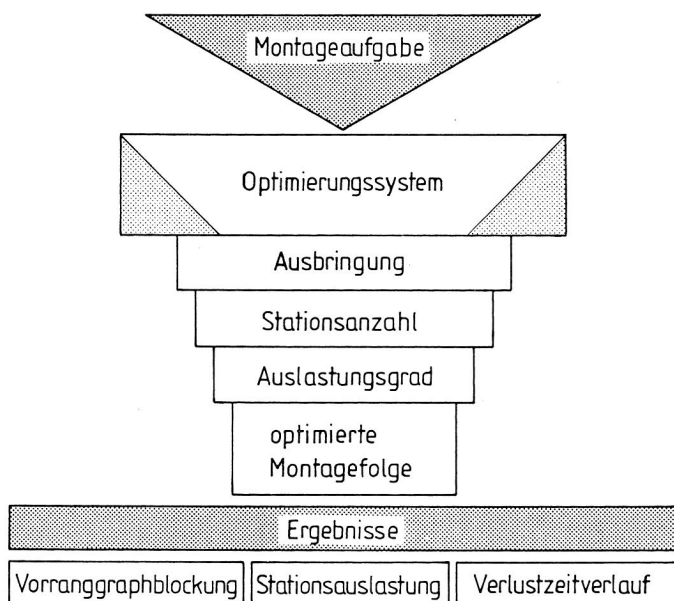 Montageaufgabe
Optimierungssystem
Ausbringung
Stationsanzahl
Auslastungsgrad
optimierte
Montagefolge
Ergebnisse
Vorranggraphblockung
Stationsauslastung
Verlustzeitverlauf